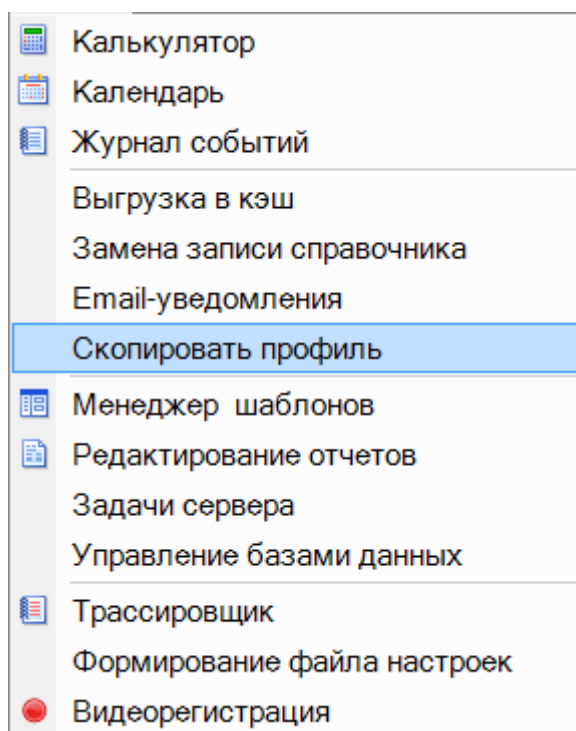 Калькулятор
Календарь
Журнал событий
Выгрузка в кэш
Замена записи справочника
Email-уведомления
Скопировать профиль
Менеджер  шаблонов
Редактирование отчетов
Задачи сервера
Управление базами данных
Трассировщик
Формирование файла настроек
Видеорегистрация